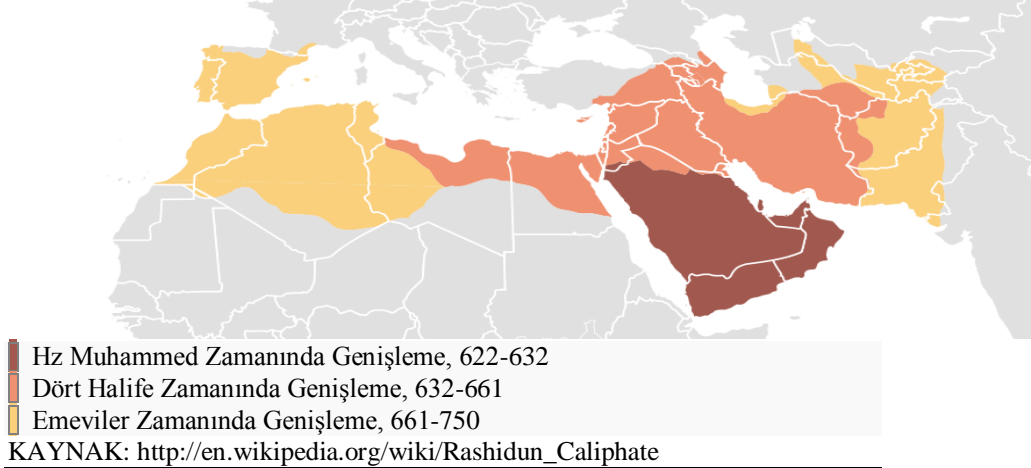 Hz Muhammed Zamanında Genişleme, 622-632
Dört Halife Zamanında Genişleme, 632-661
Emeviler Zamanında Genişleme, 661-750
KAYNAK: http://en.wikipedia.org/wiki/Rashidun_Caliphate